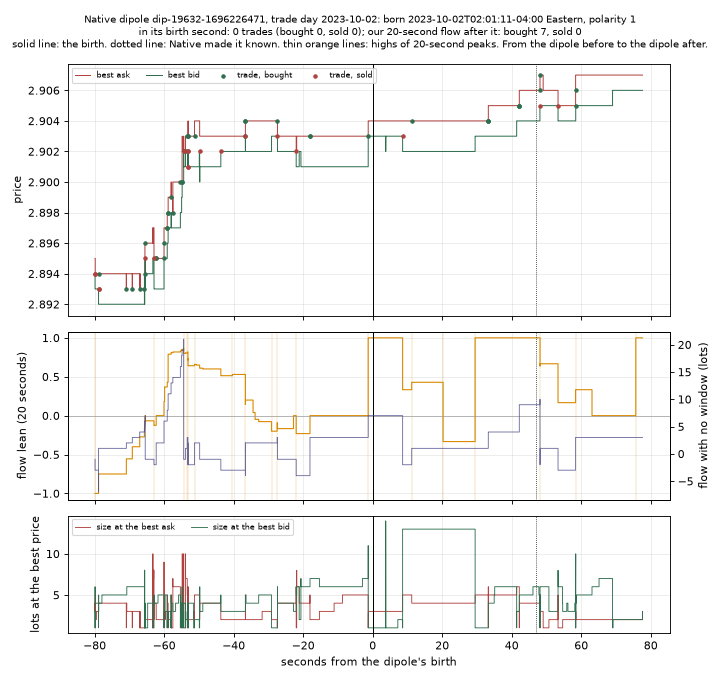 Native dipole dip-19632-1696226471, trade day 2023-10-02: born 2023-10-02T02:01:11-04:00 Eastern, polarity 1
in its birth second: 0 trades (bought 0, sold 0); our 20-second flow after it: bought 7, sold 0
solid line: the birth. dotted line: Native made it known. thin orange lines: highs of 20-second peaks. From the dipole before to the dipole after.
best ask
best bid
trade, bought
trade, sold
2.906
2.904
2.902
2.900
2.898
2.896
2.894
2.892
price
1.0
0.5
0.0
−0.5
−1.0
flow lean (20 seconds)
20
15
10
5
0
−5
flow with no window (lots)
size at the best ask
size at the best bid
10
5
lots at the best price
−80
−60
−40
−20
0
20
40
60
80
seconds from the dipole's birth